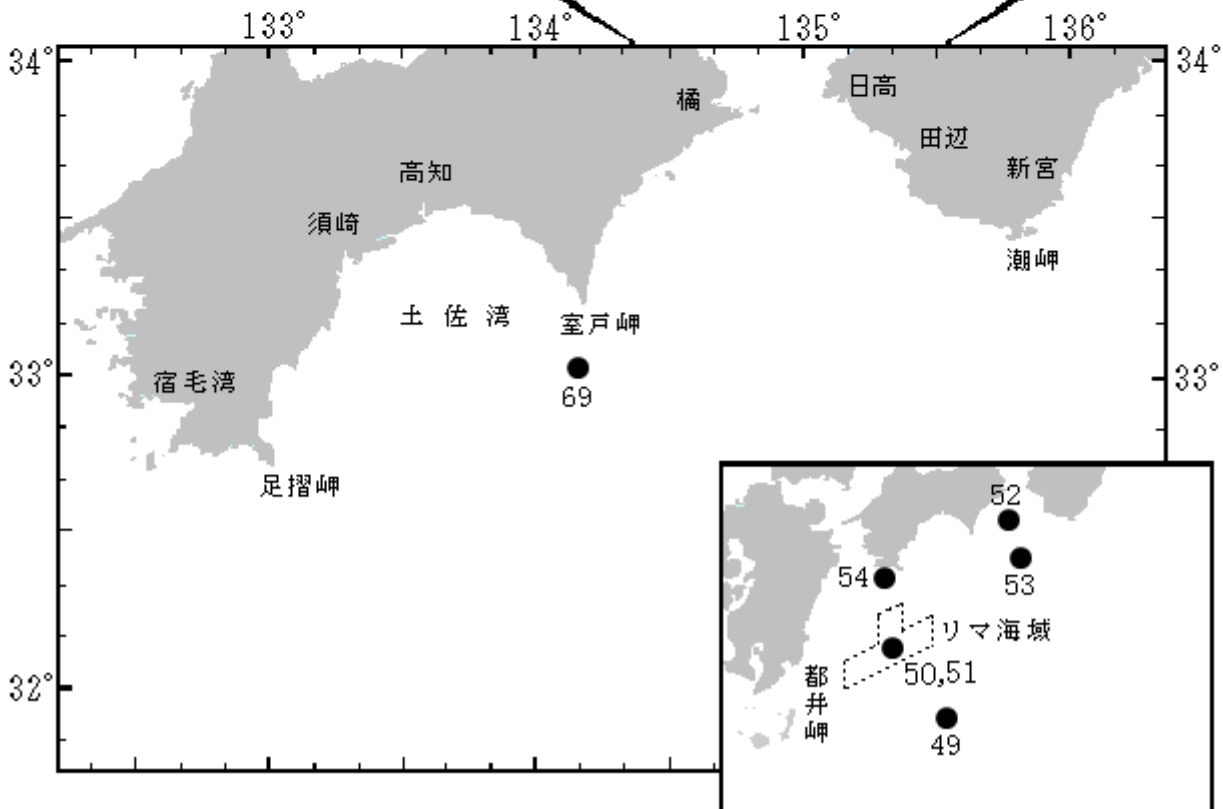 133° 134° 135° 136°
34° 34°
橘 日高
田辺
高知 新宮
須崎
潮岬
土佐湾 室戸岬
33° 33°
宿毛湾 69
足摺岬
52
54 53
リマ海域
50,51
都井岬
32°
49